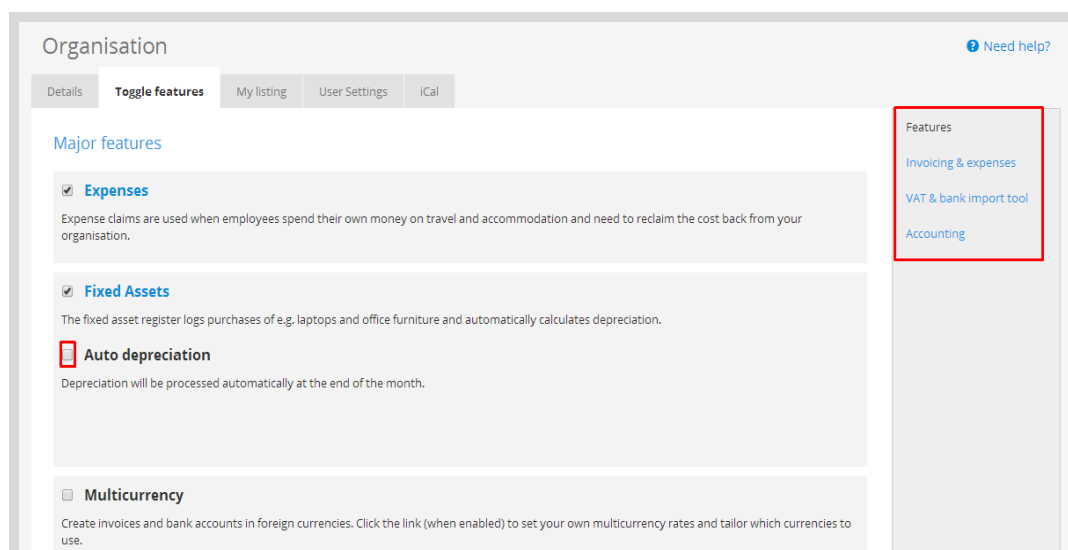 Organisation
Need help?
Details
Toggle features
My listing
User Settings
iCal
Major features
Expenses
Expense claims are used when employees spend their own money on travel and accommodation and need to reclaim the cost back from your
organisation.
Fixed Assets
The fixed asset register logs purchases of e.g. laptops and office furniture and automatically calculates depreciation.
Auto depreciation
Depreciation will be processed automatically at the end of the month.
Multicurrency
Create invoices and bank accounts in foreign currencies. Click the link (when enabled) to set your own multicurrency rates and tailor which currencies to
use.
Features
Invoicing & expenses
VAT & bank import tool
Accounting